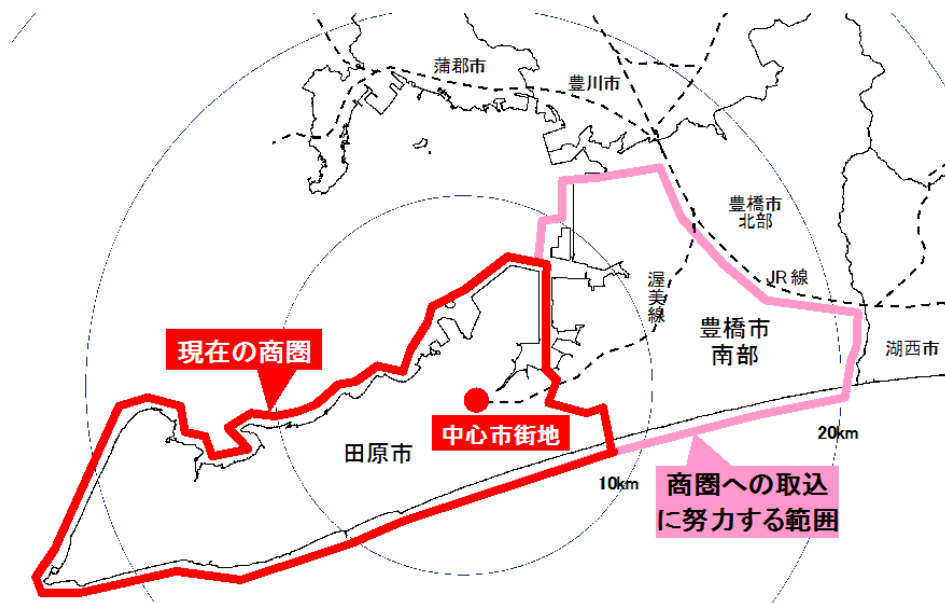 蒲郡市
豊川市
豊橋市
北部
JR線
渥美線
豊橋市
南部
湖西市
現在の商圏
中心市街地
田原市
20km
10km
商圏への取込
に努力する範囲